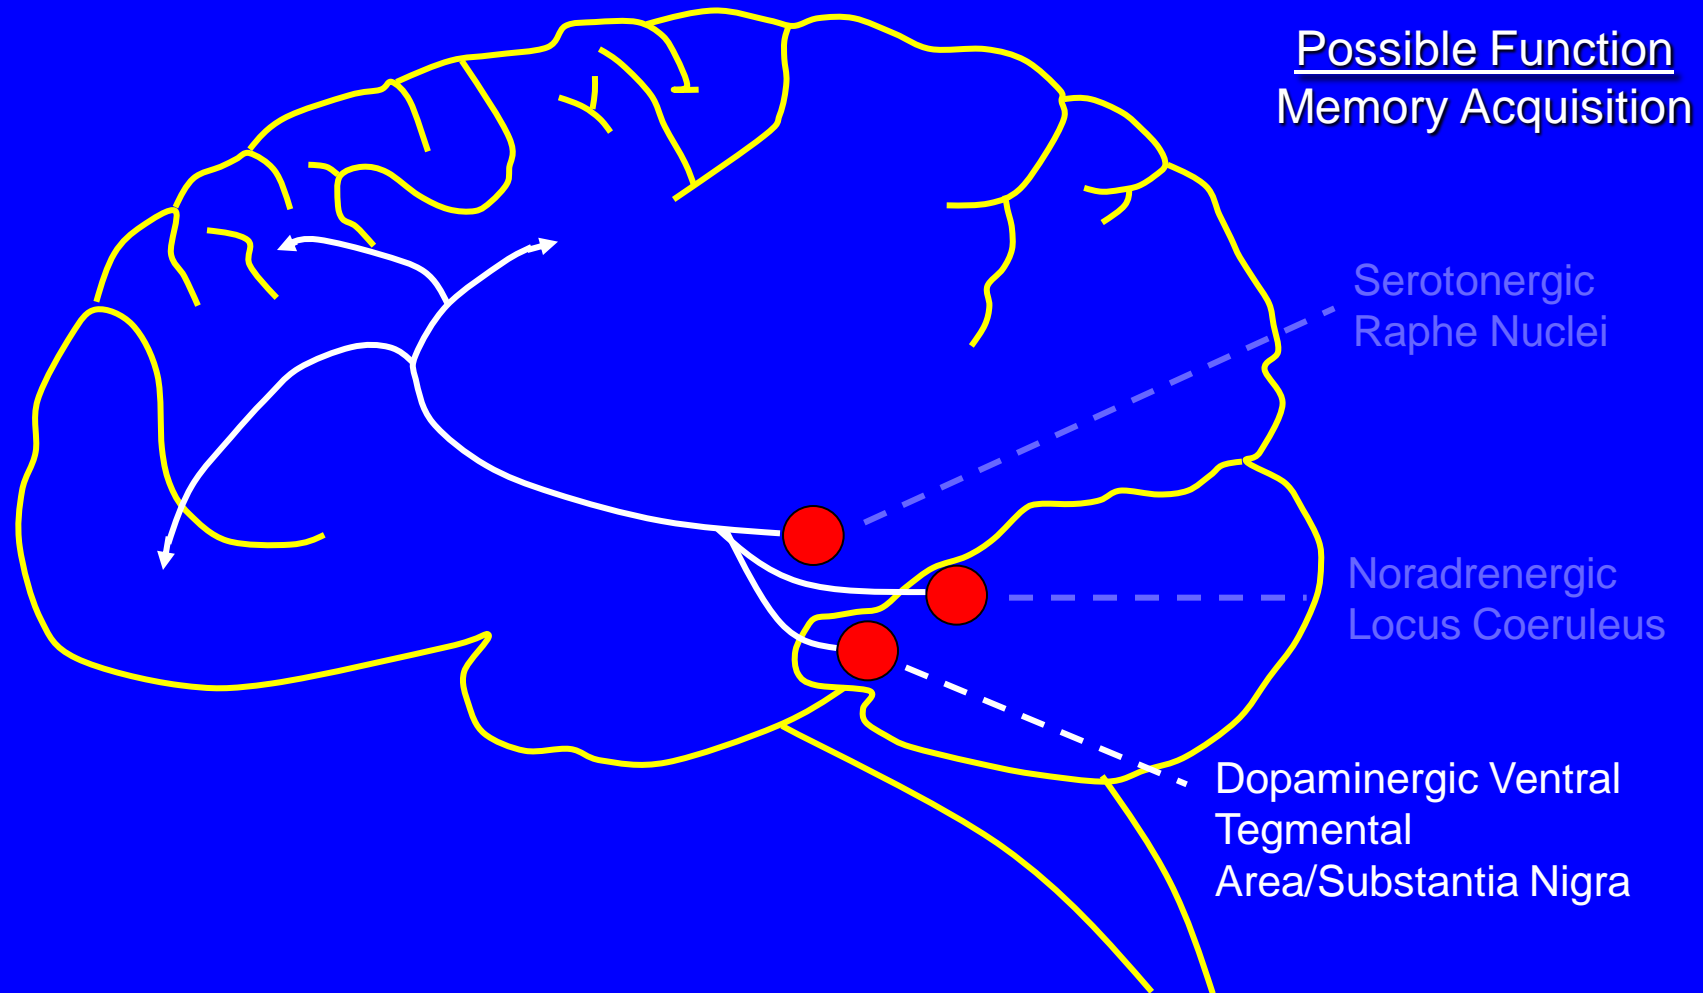 Possible Function
Memory Acquisition
Serotonergic
Raphe Nuclei
Noradrenergic
Locus Coeruleus
Dopaminergic Ventral
Tegmental
Area/Substantia Nigra